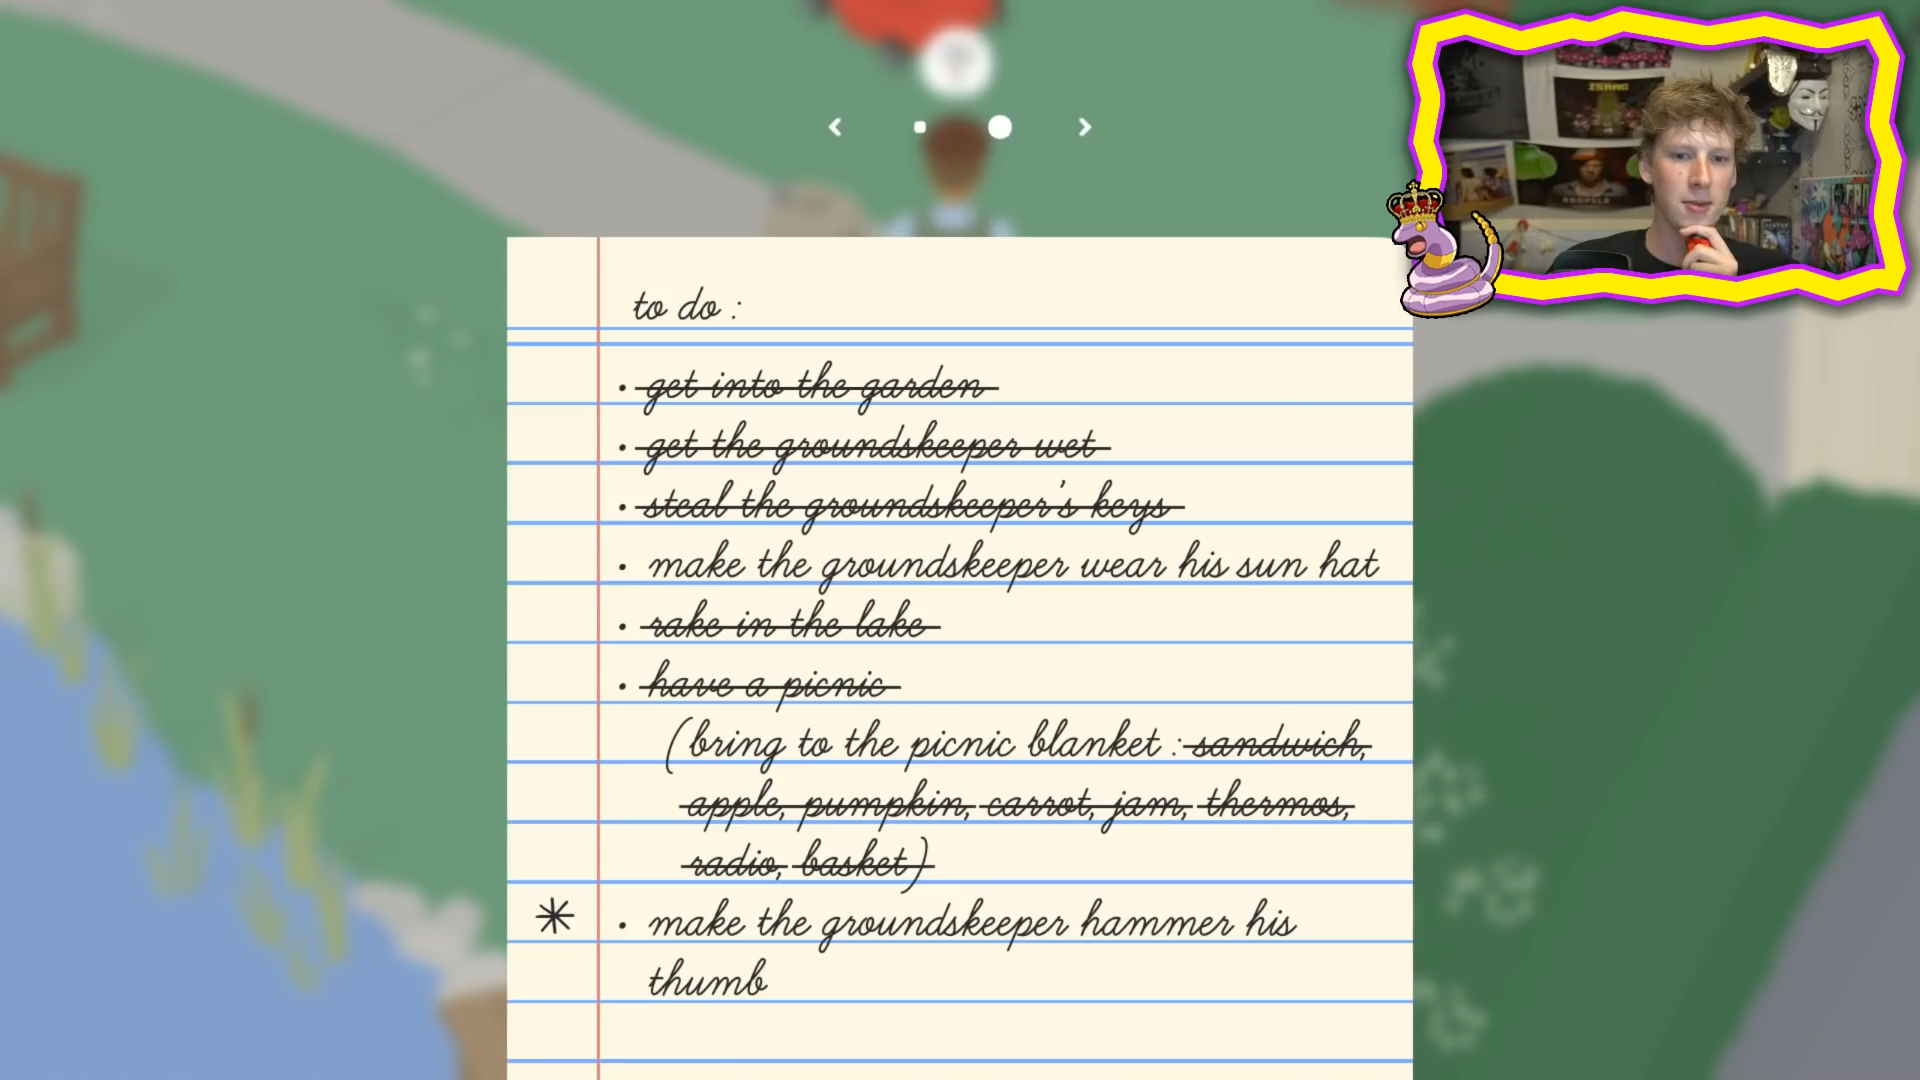 to do :
• get into the garden
• get the groundskeeper wet
• steal the groundskeeper's keys
• make the groundskeeper wear his sun hat
• rake in the lake
• have a picnic
(bring to the picnic blanket : sandwich,
apple, pumpkin, carrot, jam, thermos,
radio, basket)
* • make the groundskeeper hammer his
thumb
ISAAC